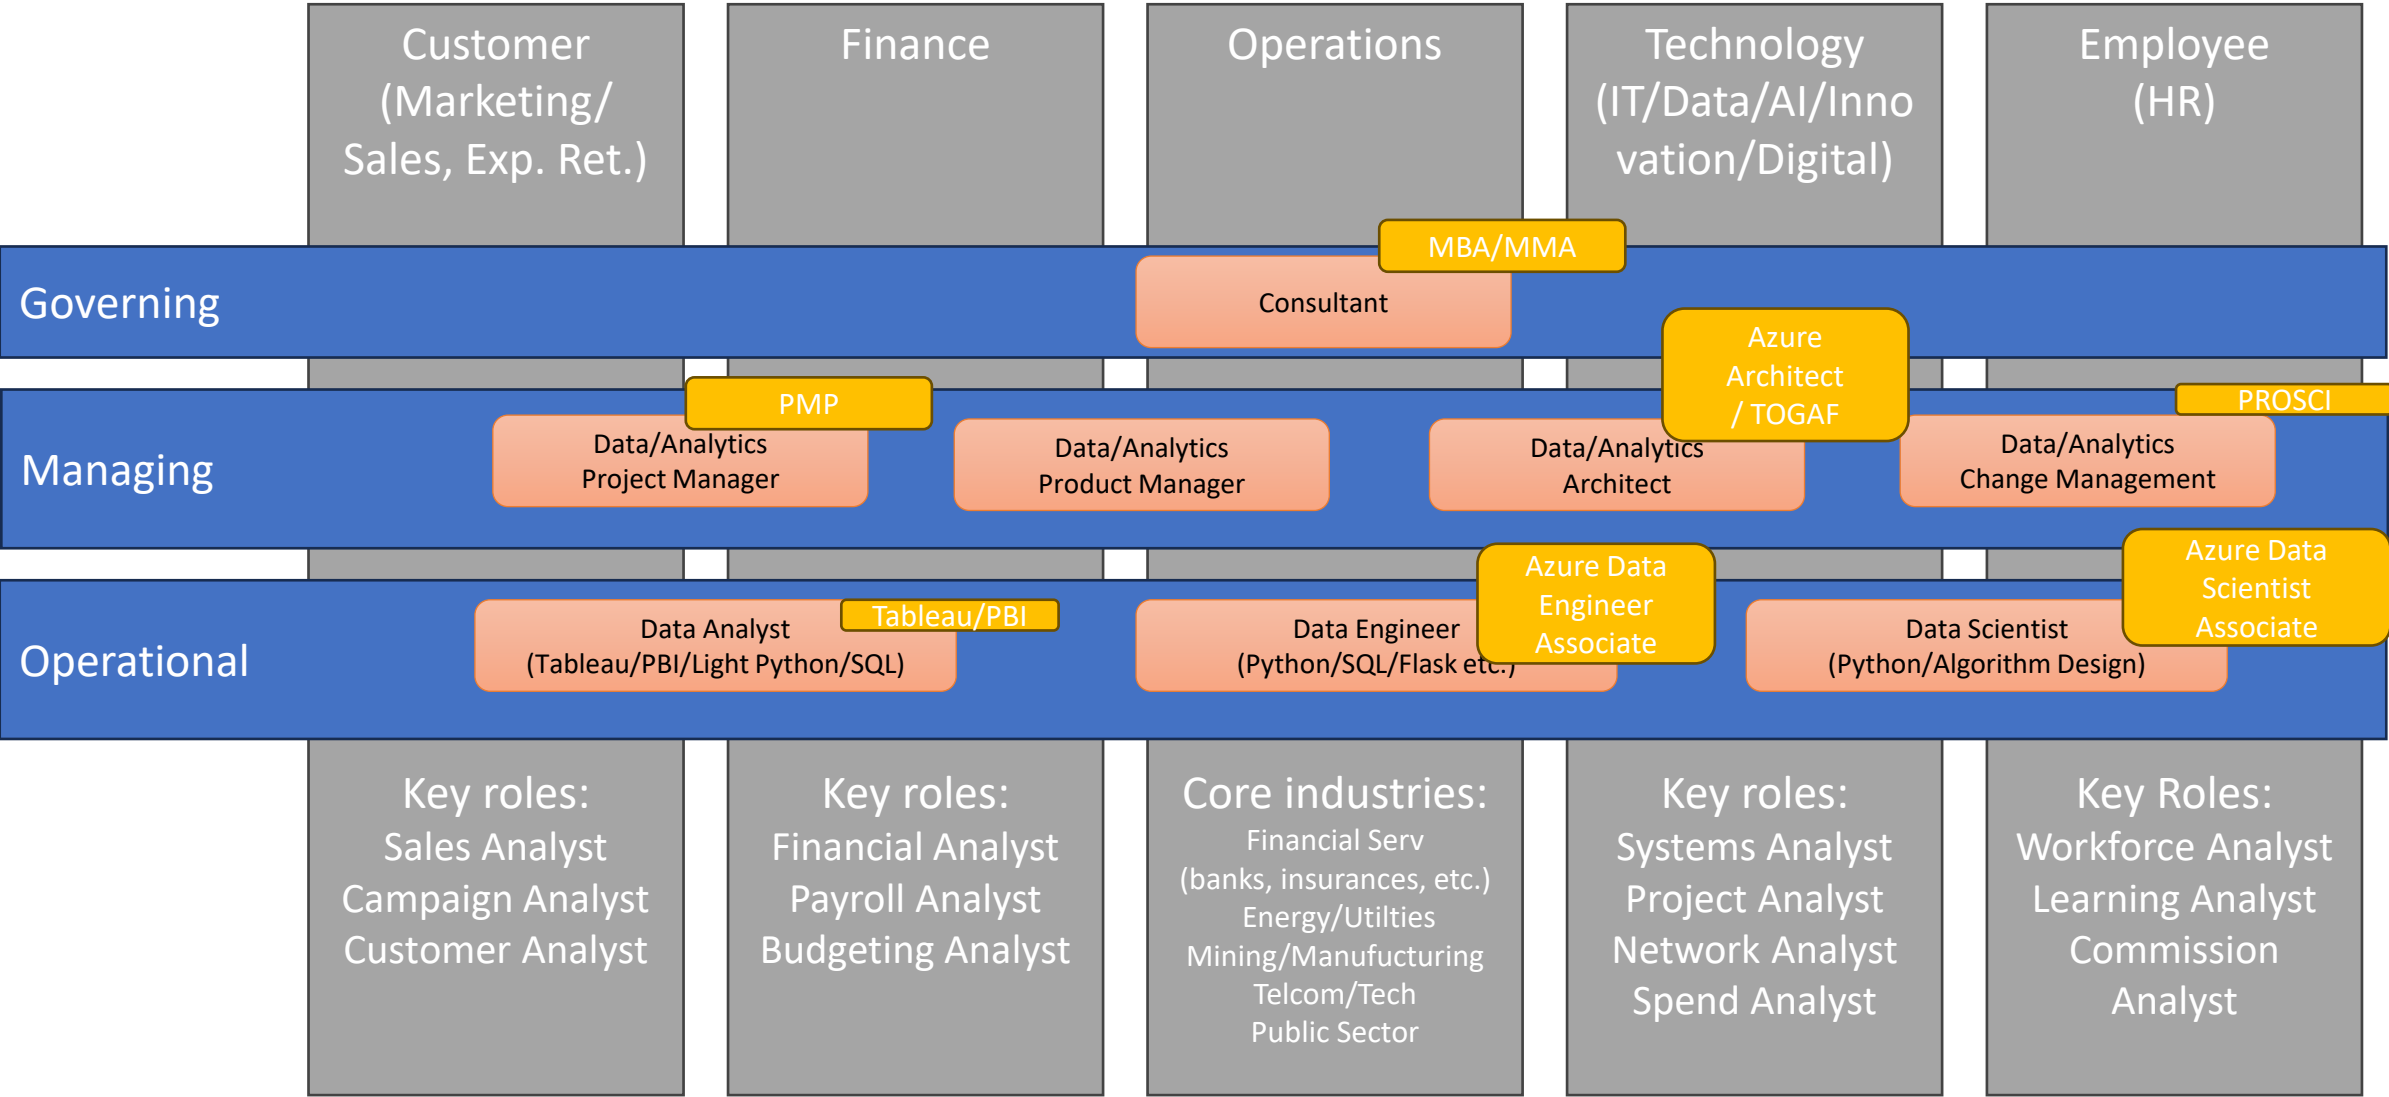 Customer
(Marketing/
Sales, Exp. Ret.)
Finance
Operations
Technology
(IT/Data/AI/Inno
vation/Digital)
Employee
(HR)
Governing
MBA/MMA
Consultant
Azure
Architect
/ TOGAF
Managing
PMP
Data/Analytics
Project Manager
Data/Analytics
Product Manager
Data/Analytics
Architect
PROSCI
Data/Analytics
Change Management
Operational
Tableau/PBI
Data Analyst
(Tableau/PBI/Light Python/SQL)
Azure Data
Engineer
Associate
Data Engineer
(Python/SQL/Flask etc.)
Azure Data
Scientist
Associate
Data Scientist
(Python/Algorithm Design)
Key roles:
Sales Analyst
Campaign Analyst
Customer Analyst
Key roles:
Financial Analyst
Payroll Analyst
Budgeting Analyst
Core industries:
Financial Serv
(banks, insurances, etc.)
Energy/Utilties
Mining/Manufucturing
Telcom/Tech
Public Sector
Key roles:
Systems Analyst
Project Analyst
Network Analyst
Spend Analyst
Key Roles:
Workforce Analyst
Learning Analyst
Commission
Analyst